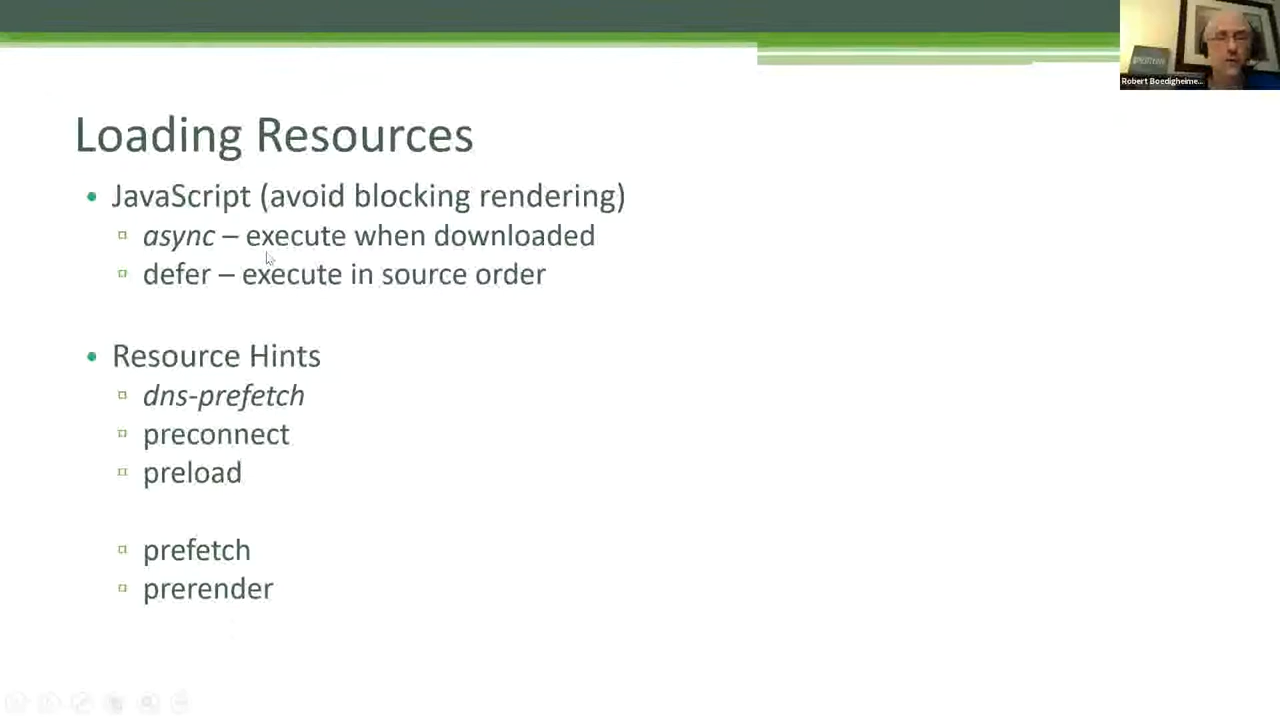 Robert Boedigheime...
Loading Resources
• JavaScript (avoid blocking rendering)
▫ async – execute when downloaded
▫ defer – execute in source order
• Resource Hints
▫ dns-prefetch
▫ preconnect
▫ preload
▫ prefetch
▫ prerender